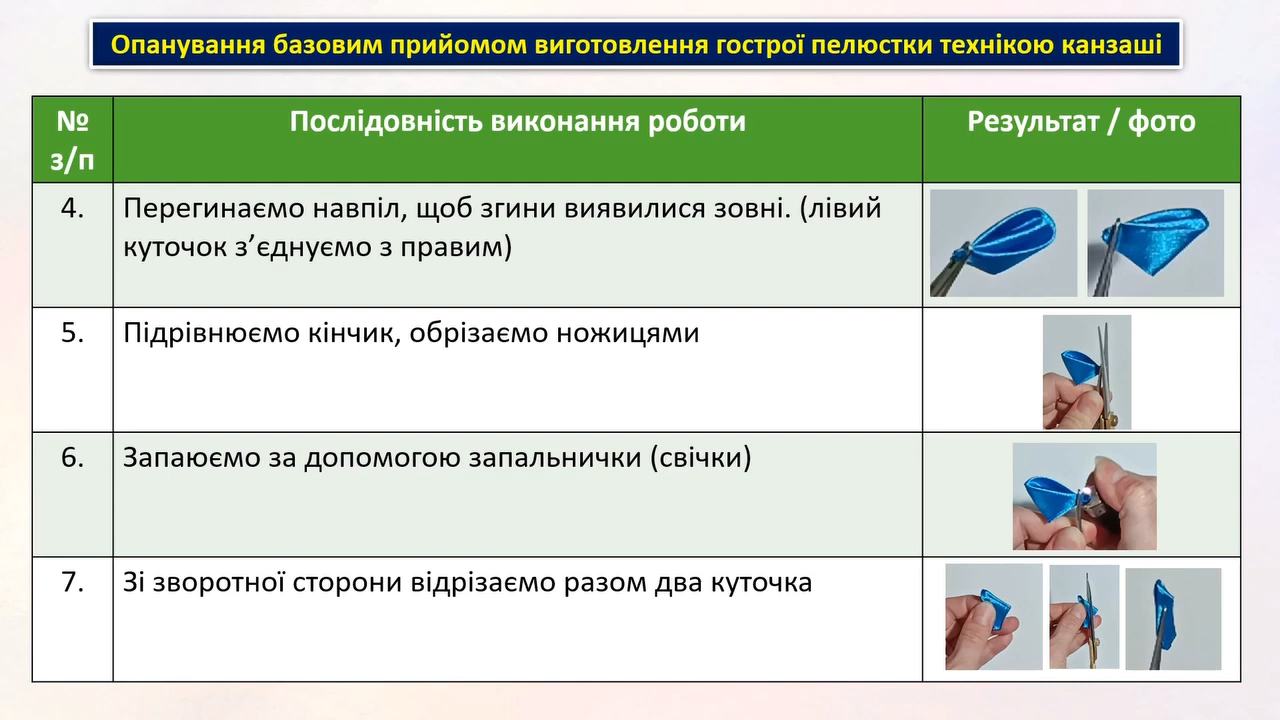 Опанування базовим прийомом виготовлення гострої пелюстки технікою канзаші
№
з/п
Послідовність виконання роботи
Результат / фото
4.
Перегинаємо навпіл, щоб згини виявилися зовні. (лівий
куточок з’єднуємо з правим)
5.
Підрівнюємо кінчик, обрізаємо ножицями
6.
Запаюємо за допомогою запальнички (свічки)
7.
Зі зворотної сторони відрізаємо разом два куточка